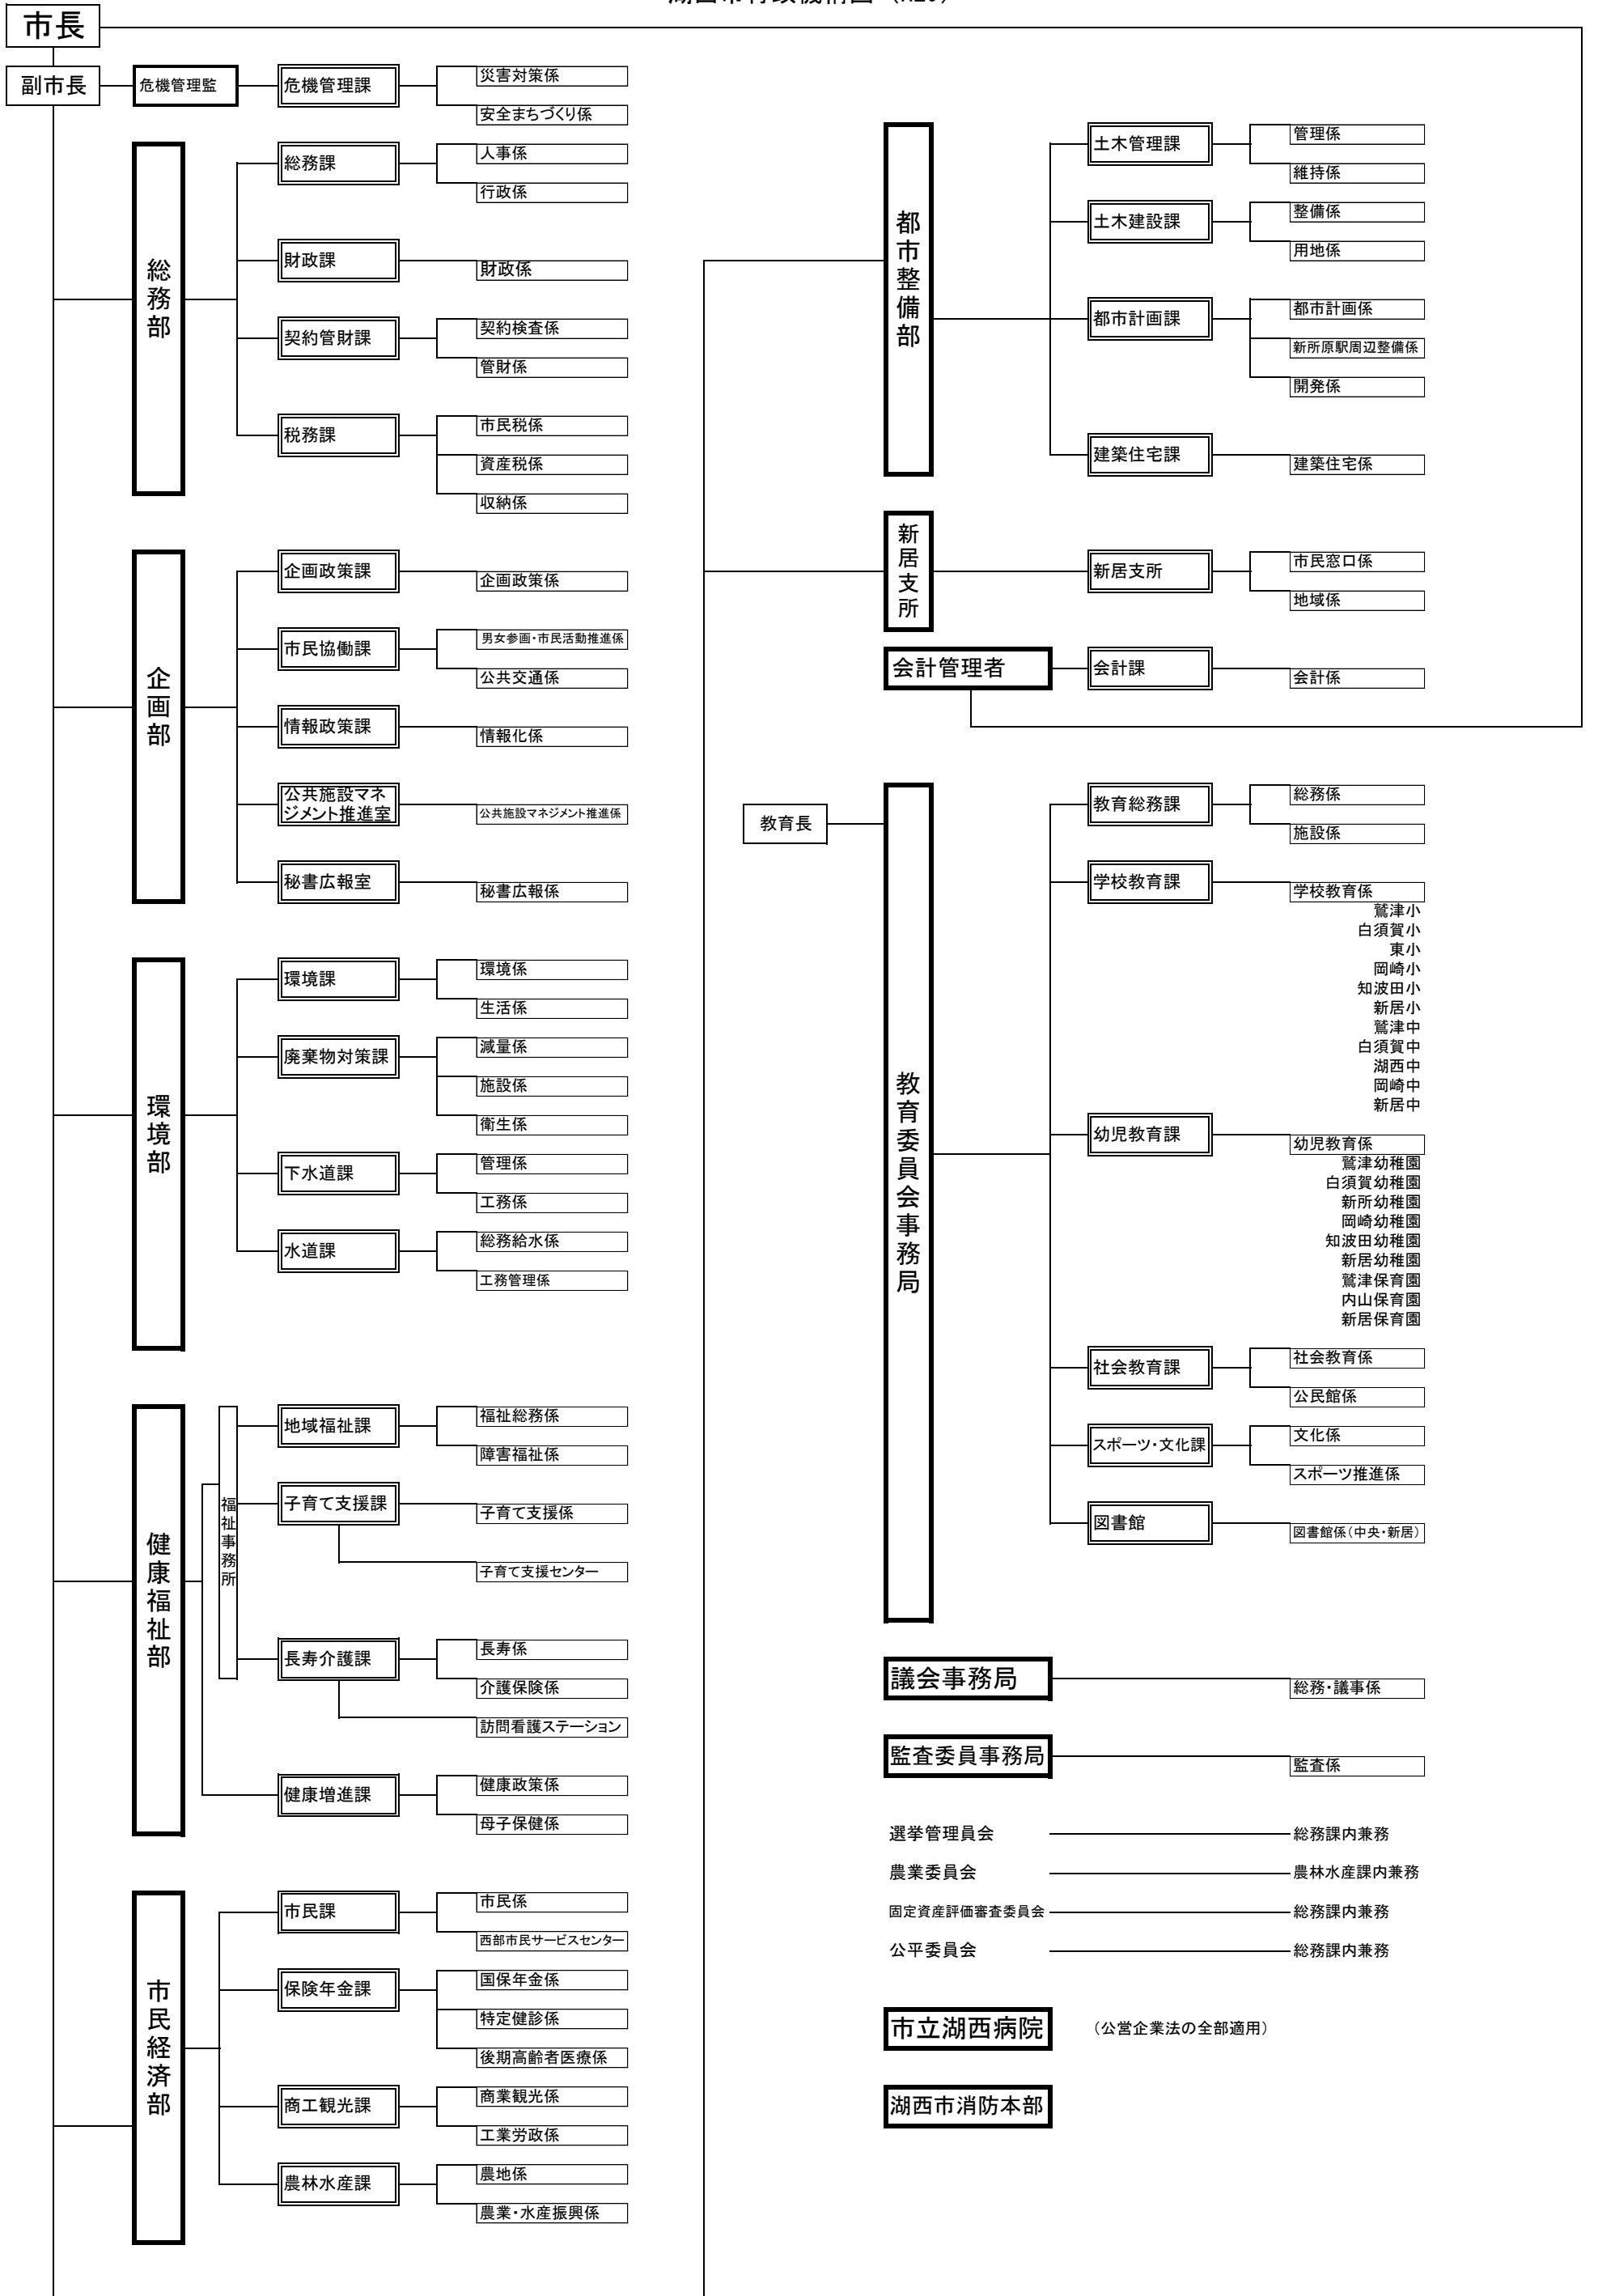 市長
副市長
危機管理監
危機管理課
災害対策係
安全まちづくり係
総務部
総務課
人事係
行政係
財政課
財政係
契約管財課
契約検査係
管財係
税務課
市民税係
資産税係
収納係
企画部
企画政策課
企画政策係
市民協働課
男女参画・市民活動推進係
公共交通係
情報政策課
情報化係
公共施設マネ
ジメント推進室
公共施設マネジメント推進係
秘書広報室
秘書広報係
環境部
環境課
環境係
生活係
廃棄物対策課
減量係
施設係
衛生係
下水道課
管理係
工務係
水道課
総務給水係
工務管理係
健康福祉部
福祉事務所
地域福祉課
福祉総務係
障害福祉係
子育て支援課
子育て支援係
子育て支援センター
長寿介護課
長寿係
介護保険係
訪問看護ステーション
健康増進課
健康政策係
母子保健係
市民経済部
市民課
市民係
西部市民サービスセンター
保険年金課
国保年金係
特定健診係
後期高齢者医療係
商工観光課
商業観光係
工業労政係
農林水産課
農地係
農業・水産振興係
都市整備部
土木管理課
管理係
維持係
土木建設課
整備係
用地係
都市計画課
都市計画係
新所原駅周辺整備係
開発係
建築住宅課
建築住宅係
新居支所
新居支所
市民窓口係
地域係
会計管理者
会計課
会計係
教育長
教育委員会事務局
教育総務課
総務係
施設係
学校教育課
学校教育係
鷲津小
白須賀小
東小
岡崎小
知波田小
新居小
鷲津中
白須賀中
湖西中
岡崎中
新居中
幼児教育課
幼児教育係
鷲津幼稚園
白須賀幼稚園
新所幼稚園
岡崎幼稚園
知波田幼稚園
新居幼稚園
鷲津保育園
内山保育園
新居保育園
社会教育課
社会教育係
公民館係
スポーツ・文化課
文化係
スポーツ推進係
図書館
図書館係（中央・新居）
議会事務局
総務・議事係
監査委員事務局
監査係
選挙管理員会 総務課内兼務
農業委員会 農林水産課内兼務
固定資産評価審査委員会 総務課内兼務
公平委員会 総務課内兼務
市立湖西病院 （公営企業法の全部適用）
湖西市消防本部